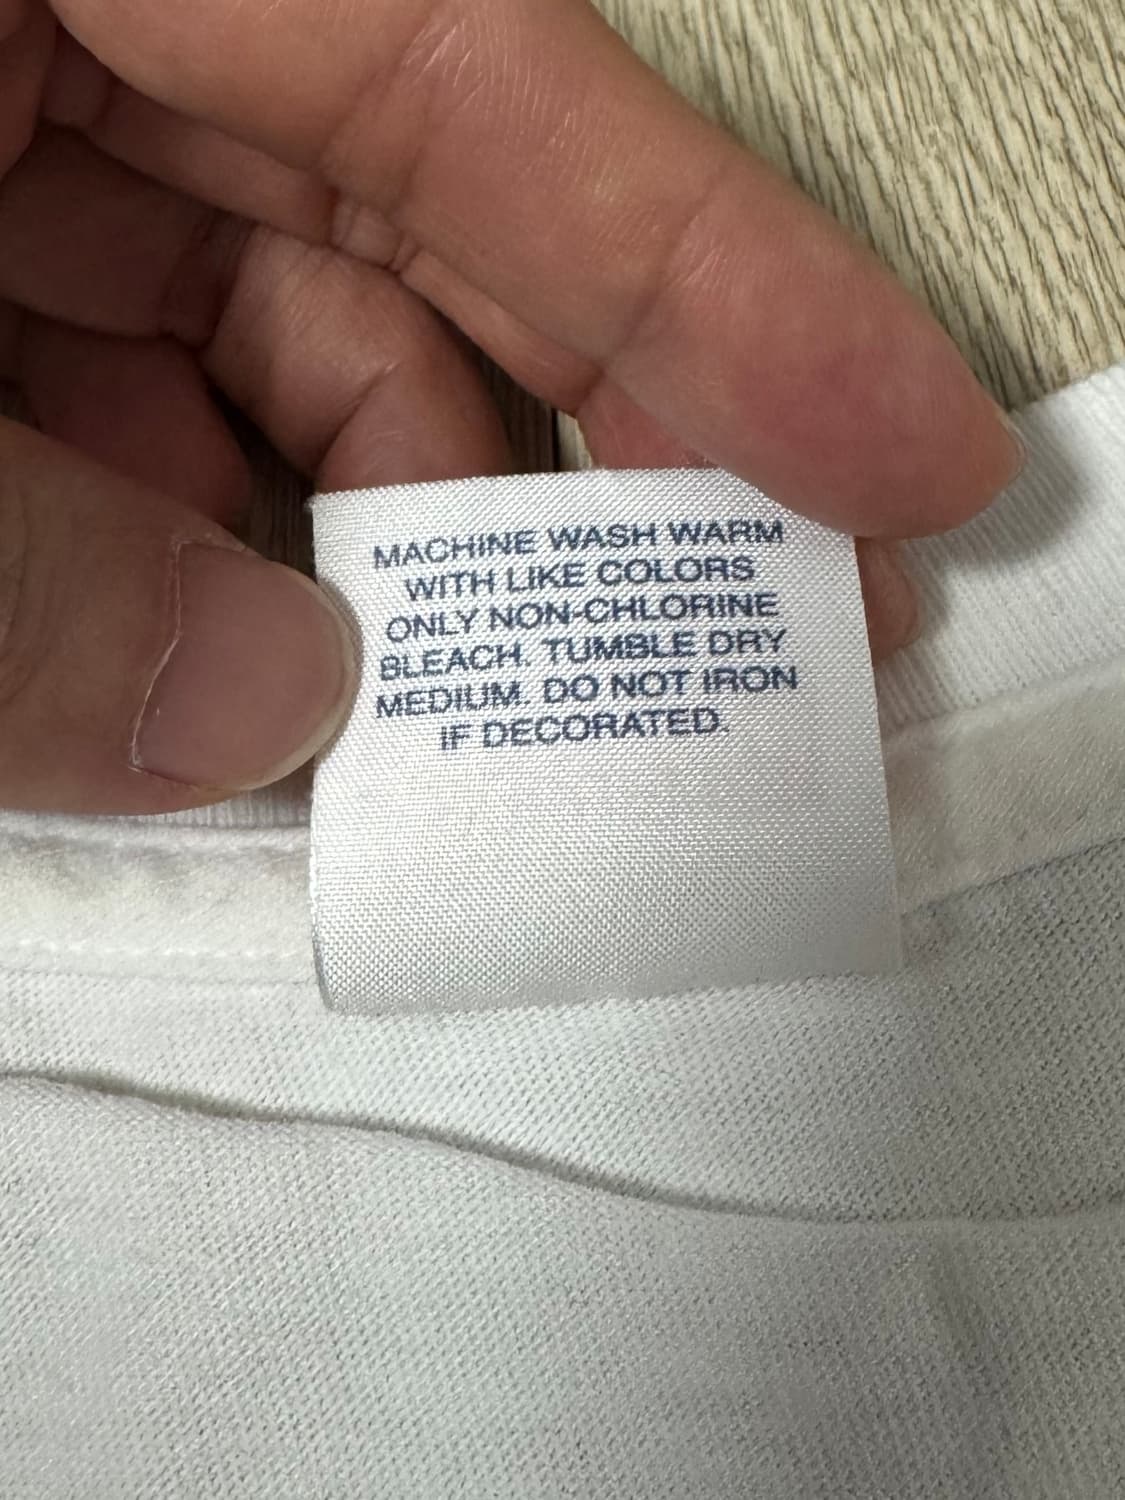 MACHINE WASH WARM
WITH LIKE COLORS
ONLY NON-CHLORINE
BLEACH. TUMBLE DRY
MEDIUM. DO NOT IRON
IF DECORATED.